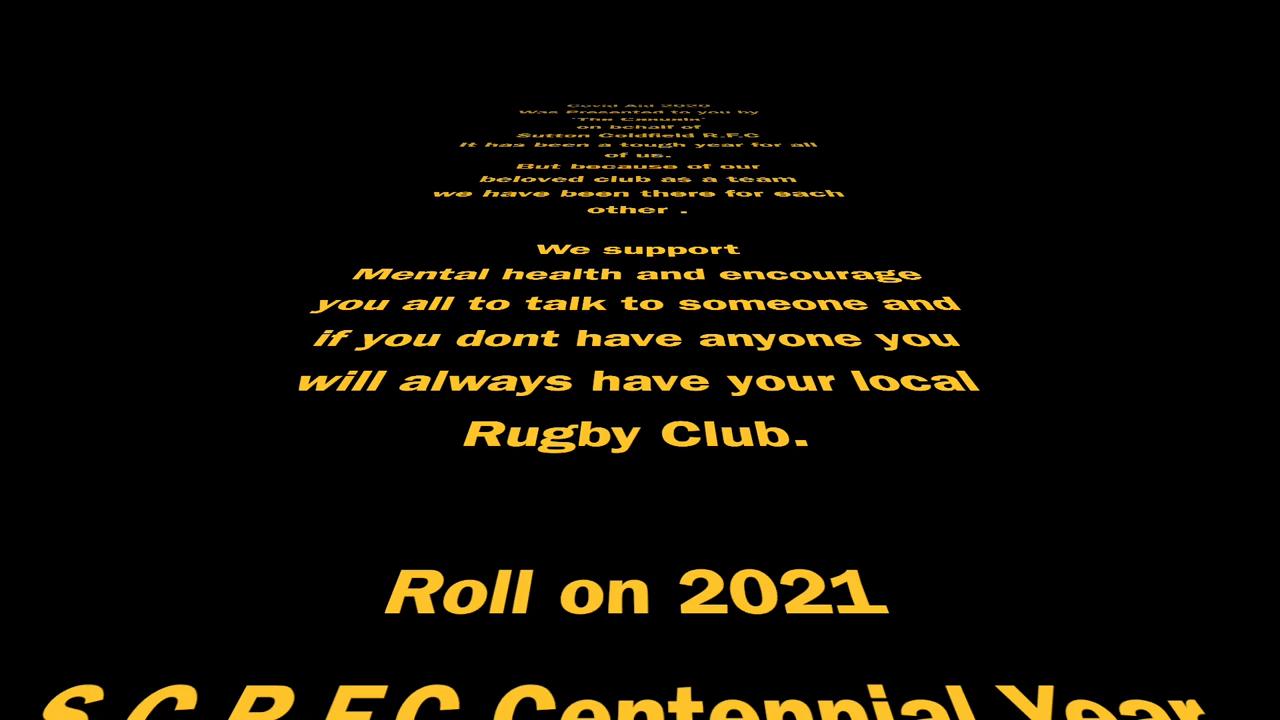 Covid Aid 2020
Was Presented to you by
on behalf of
Sutton Coldfield R.F.C
It has been a tough year for all
of us.
But because of our
beloved club as a team
we have been there for each
other .
We support
Mental health and encourage
you all to talk to someone and
if you dont have anyone you
will always have your local
Rugby Club.
Roll on 2021
S.C.R.F.C Centennial Year